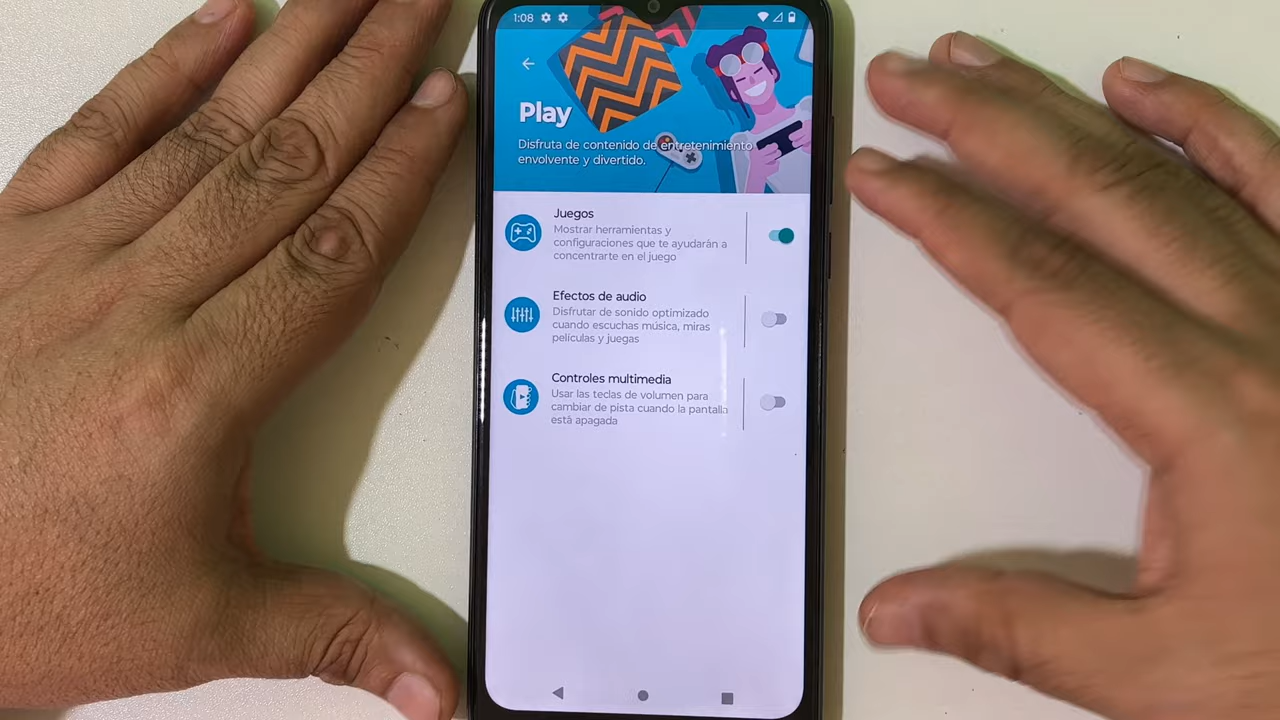 1:08
Play
Disfruta de contenido de entretenimiento
envolvente y divertido.
Juegos
Mostrar herramientas y
configuraciones que te ayudarán a
concentrarte en el juego
Efectos de audio
Disfrutar de sonido optimizado
cuando escuchas música, miras
películas y juegas
Controles multimedia
Usar las teclas de volumen para
cambiar de pista cuando la pantalla
está apagada